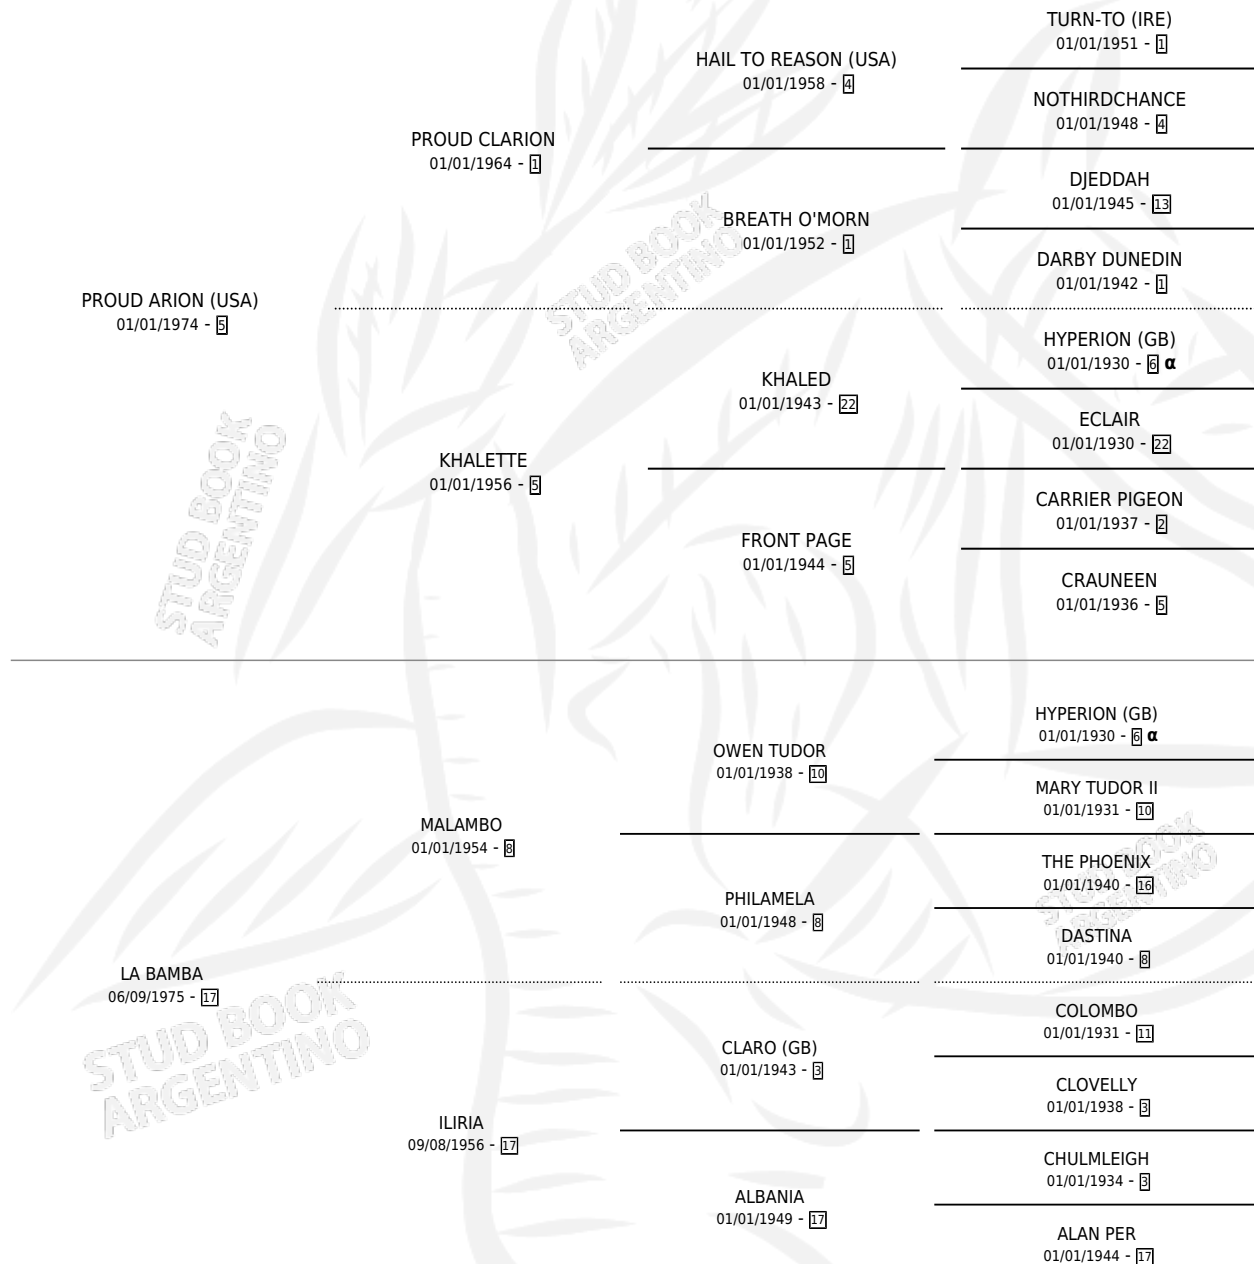 TURN-TO (IRE)
01/01/1951 - 1
HAIL TO REASON (USA)
01/01/1958 - 4
NOTHIRDCHANCE
01/01/1948 - 4
PROUD CLARION
01/01/1964 - 1
DJEDDAH
01/01/1945 - 13
BREATH O'MORN
01/01/1952 - 1
DARBY DUNEDIN
01/01/1942 - 1
PROUD ARION (USA)
01/01/1974 - 5
HYPERION (GB)
01/01/1930 - 6 α
KHALED
01/01/1943 - 22
ECLAIR
01/01/1930 - 22
KHALETTE
01/01/1956 - 5
CARRIER PIGEON
01/01/1937 - 2
FRONT PAGE
01/01/1944 - 5
CRAUNEEN
01/01/1936 - 5
HYPERION (GB)
01/01/1930 - 6 α
OWEN TUDOR
01/01/1938 - 10
MARY TUDOR II
01/01/1931 - 10
MALAMBO
01/01/1954 - 8
THE PHOENIX
01/01/1940 - 16
PHILAMELA
01/01/1948 - 8
DASTINA
01/01/1940 - 8
LA BAMBA
06/09/1975 - 17
COLOMBO
01/01/1931 - 11
CLARO (GB)
01/01/1943 - 3
CLOVELLY
01/01/1938 - 3
ILIRIA
09/08/1956 - 17
CHULMLEIGH
01/01/1934 - 3
ALBANIA
01/01/1949 - 17
ALAN PER
01/01/1944 - 17
STUD BOOK
ARGENTINO
STUD BOOK
ARGENTINO
STUD BOOK
ARGENTINO
STUD BOOK
ARGENTINO